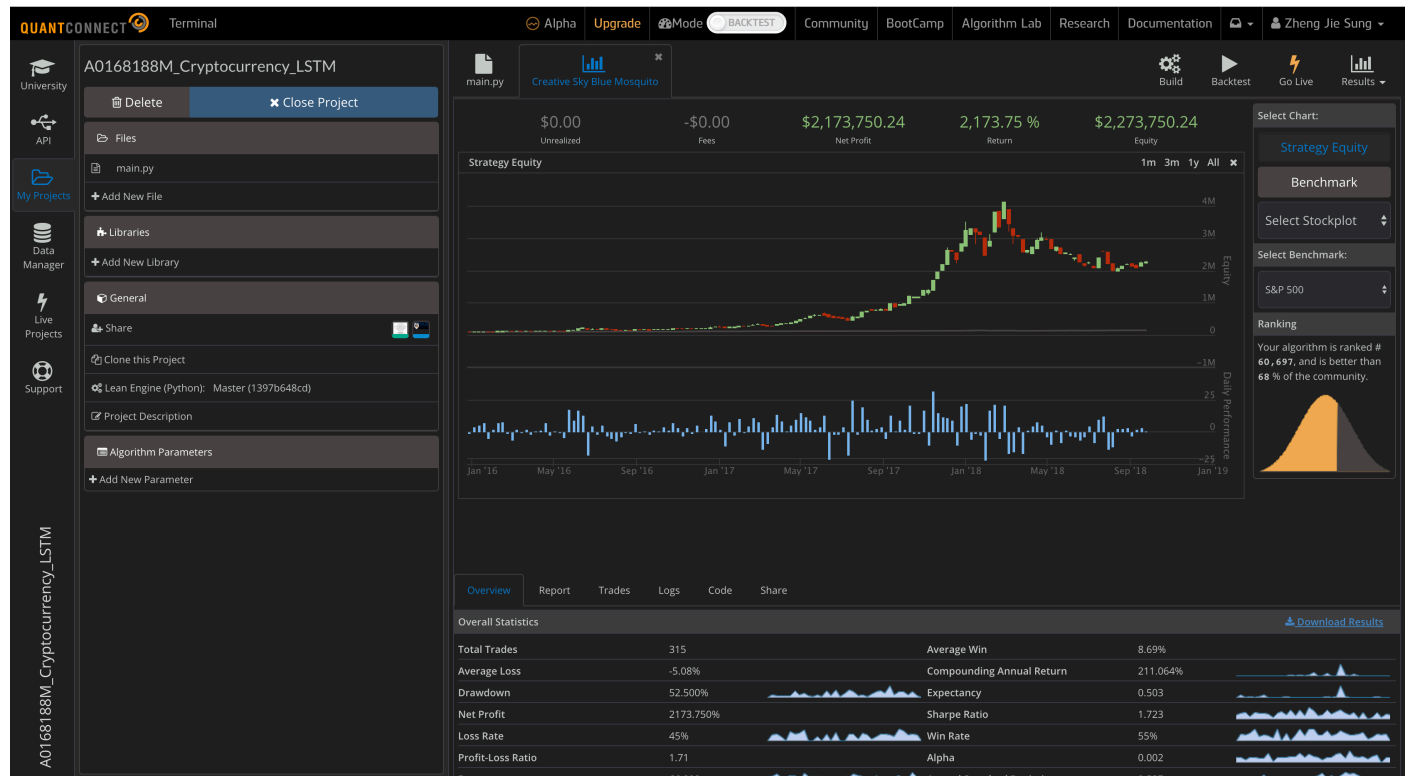 QUANTCONNECT Terminal Alpha Upgrade Mode BACKTEST Community BootCamp Algorithm Lab Research Documentation Zheng Jie Sung
University
API
My Projects
Data
Manager
Live
Projects
Support
A0168188M_Cryptocurrency_LSTM
A0168188M_Cryptocurrency_LSTM
Delete Close Project
Files
main.py
Add New File
Libraries
Add New Library
General
Share
Clone this Project
Lean Engine (Python): Master (1397b648cd)
Project Description
Algorithm Parameters
Add New Parameter
main.py Creative Sky Blue Mosquito Build Backtest Go Live Results
$0.00 -$0.00 $2,173,750.24 2,173.75 % $2,273,750.24
Unrealized Fees Net Profit Return Equity
Strategy Equity 1m 3m 1y All
4M
3M
2M
1M
0
-1M
Equity
25
0
-25
Daily Performance
Jan '16 May '16 Sep '16 Jan '17 May '17 Sep '17 Jan '18 May '18 Sep '18 Jan '19
Select Chart:
Strategy Equity
Benchmark
Select Stockplot
Select Benchmark:
S&P 500
Ranking
Your algorithm is ranked #
60,697, and is better than
68 % of the community.
Overview Report Trades Logs Code Share
Overall Statistics Download Results
Total Trades 315 Average Win 8.69%
Average Loss -5.08% Compounding Annual Return 211.064%
Drawdown 52.500% Expectancy 0.503
Net Profit 2173.750% Sharpe Ratio 1.723
Loss Rate 45% Win Rate 55%
Profit-Loss Ratio 1.71 Alpha 0.002